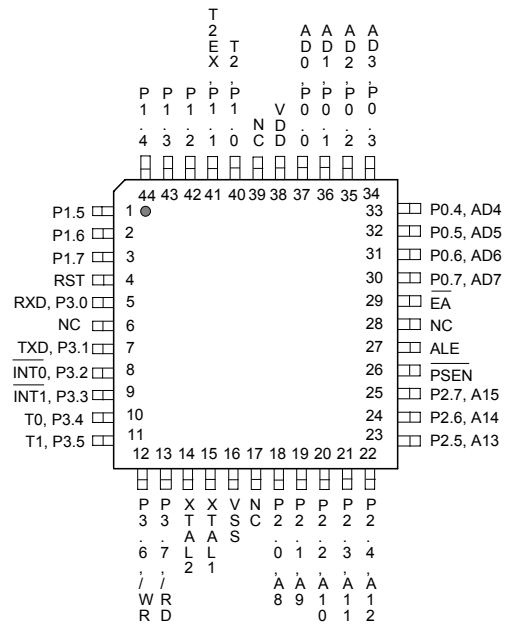 P1.4
P1.3
P1.2
T2EX,P1.1
T2,P1.0
NC
VDD
AD0,P0.0
AD1,P0.1
AD2,P0.2
AD3,P0.3
44 43 42 41 40 39 38 37 36 35 34
P1.5 1
P1.6 2
P1.7 3
RST 4
RXD, P3.0 5
NC 6
TXD, P3.1 7
INT0, P3.2 8
INT1, P3.3 9
T0, P3.4 10
T1, P3.5 11
33 P0.4, AD4
32 P0.5, AD5
31 P0.6, AD6
30 P0.7, AD7
29 EA
28 NC
27 ALE
26 PSEN
25 P2.7, A15
24 P2.6, A14
23 P2.5, A13
12 13 14 15 16 17 18 19 20 21 22
P3.6,/WR
P3.7,/RD
XTAL2
XTAL1
VSS
NC
P2.0,A8
P2.1,A9
P2.2,A10
P2.3,A11
P2.4,A12